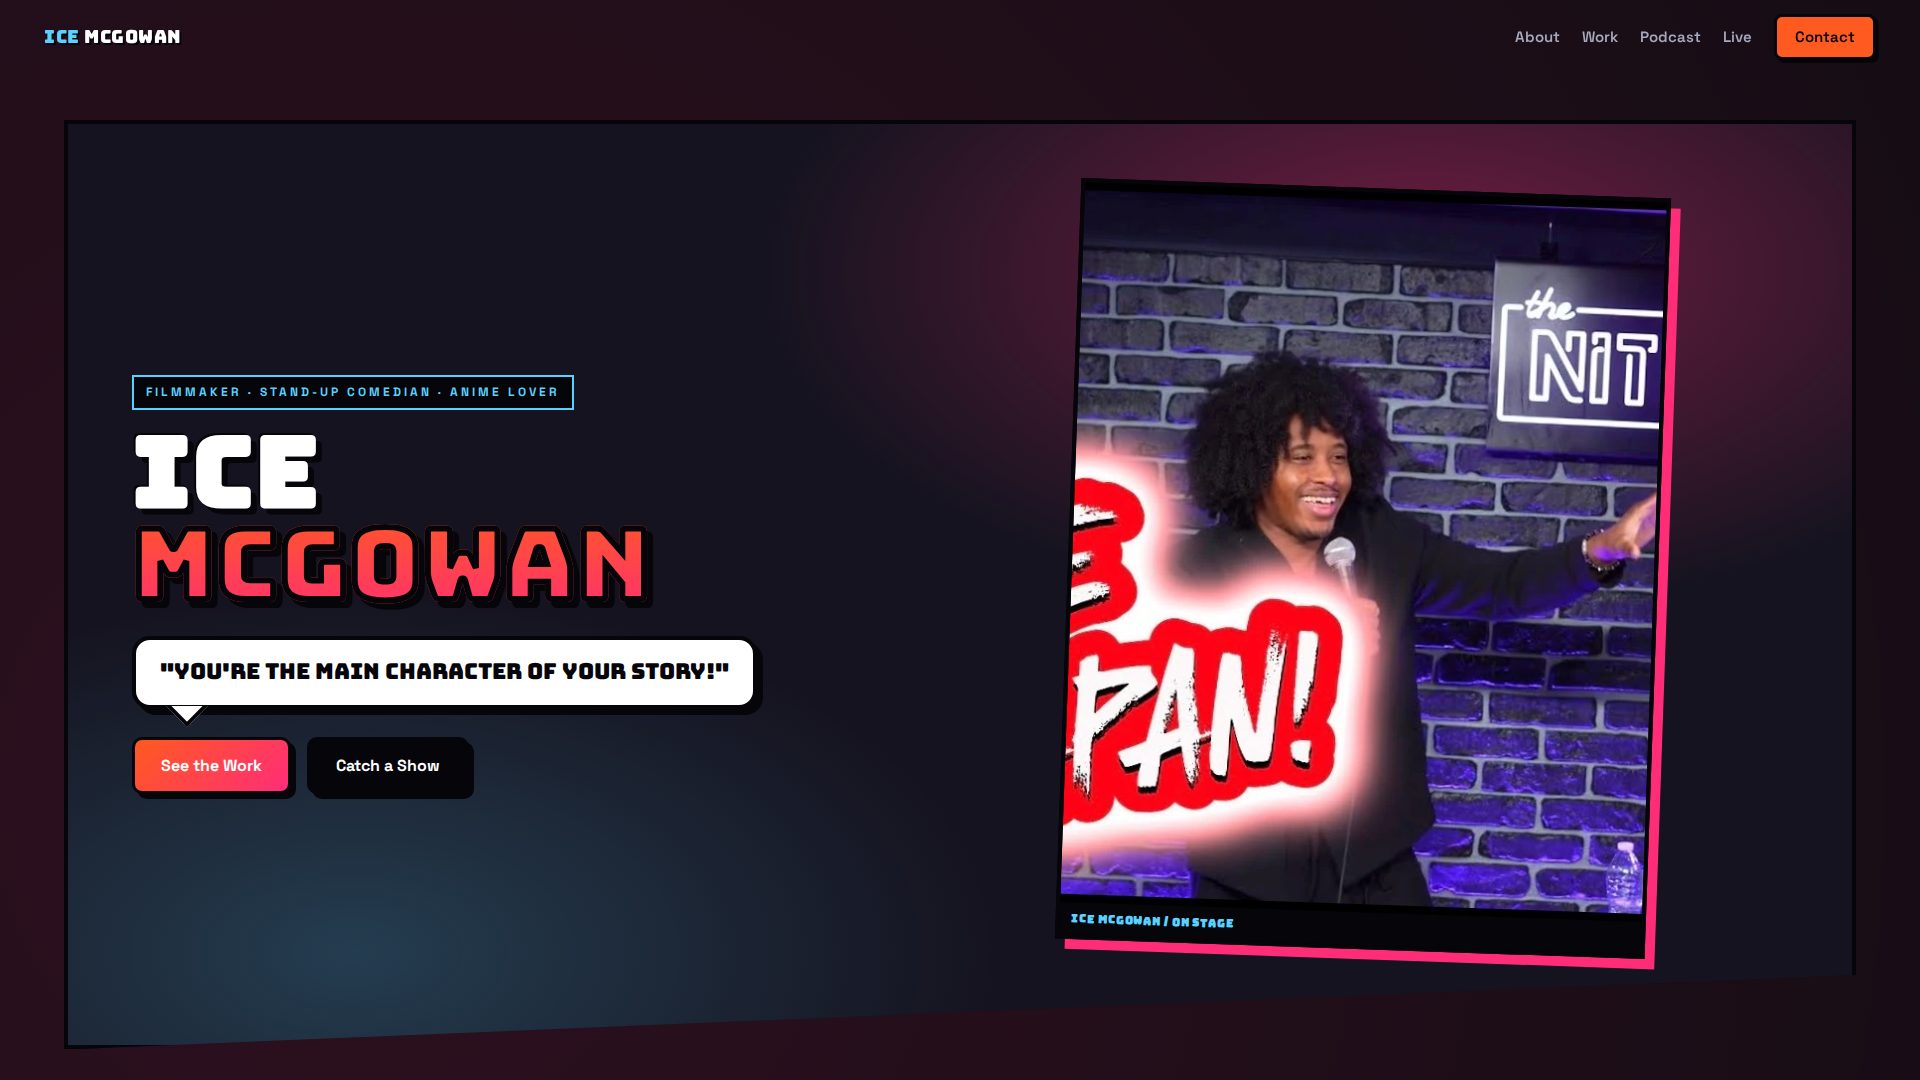 ICE MCGOWAN
About Work Podcast Live Contact
FILMMAKER · STAND-UP COMEDIAN · ANIME LOVER
ICE
MCGOWAN
"YOU'RE THE MAIN CHARACTER OF YOUR STORY!"
See the Work Catch a Show
the
NIT
E
E
PAN!
ICE MCGOWAN / ON STAGE